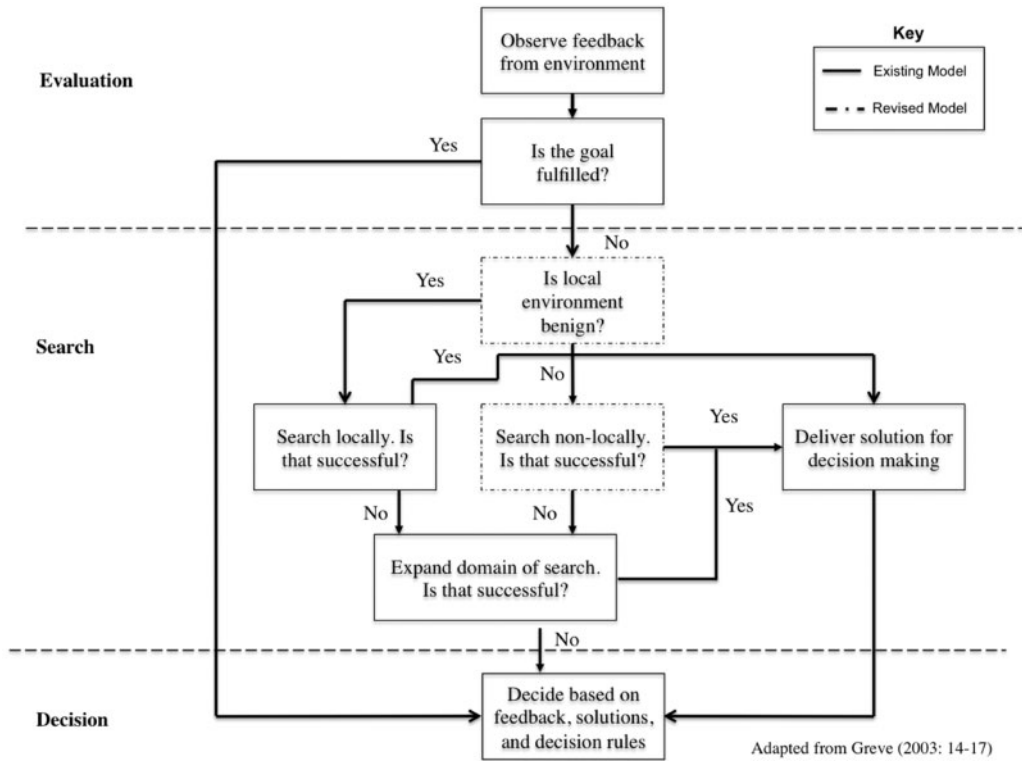 Observe feedback
from environment
Key
Existing Model
Revised Model
Evaluation
Yes
Is the goal
fulfilled?
No
Is local
environment
benign?
Yes
Search
Yes
No
Search locally. Is
that successful?
Search non-locally.
Is that successful?
Yes
Deliver solution for
decision making
No
No
Yes
Expand domain of search.
Is that successful?
No
Decision
Decide based on
feedback, solutions,
and decision rules
Adapted from Greve (2003: 14-17)